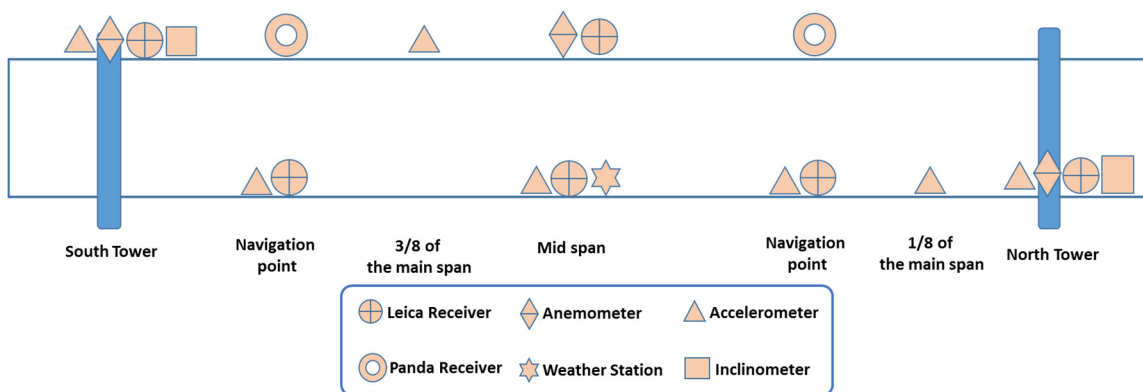 South Tower
Navigation
point
3/8 of
the main span
Mid span
Navigation
point
1/8 of
the main span
North Tower
Leica Receiver
Anemometer
Accelerometer
Panda Receiver
Weather Station
Inclinometer